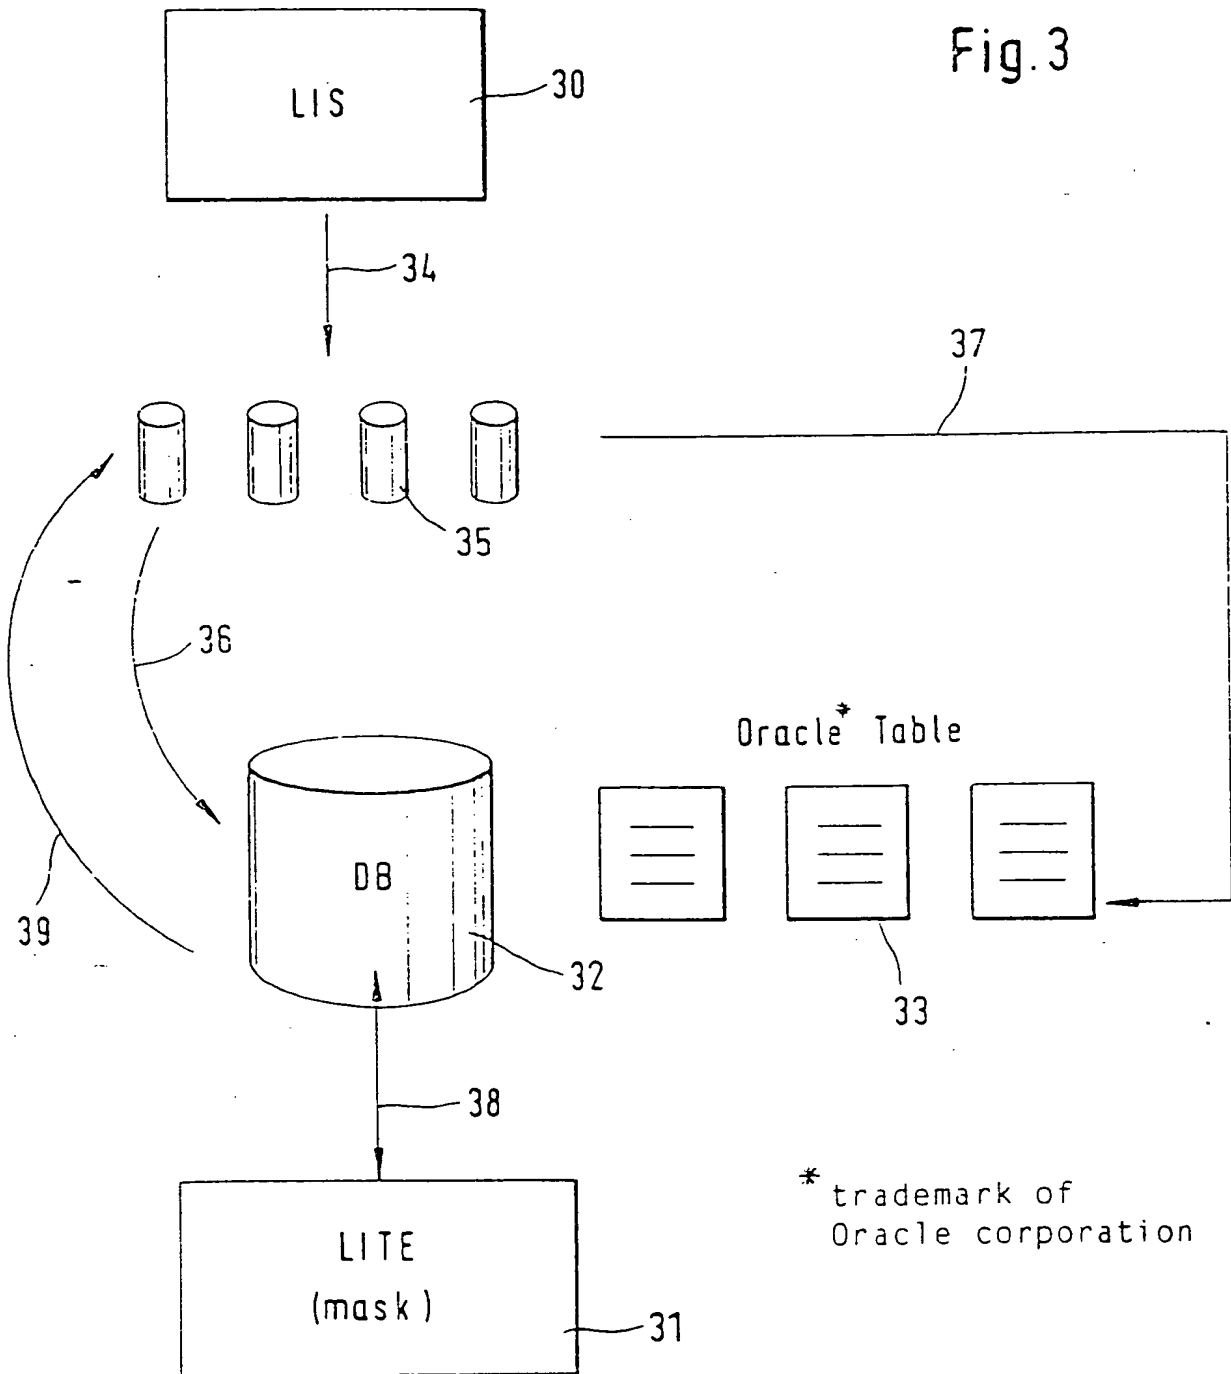 Fig.3
LIS
30
34
37
35
36
Oracle* Table
DB
39
32
33
38
* trademark of
Oracle corporation
LITE
(mask)
31